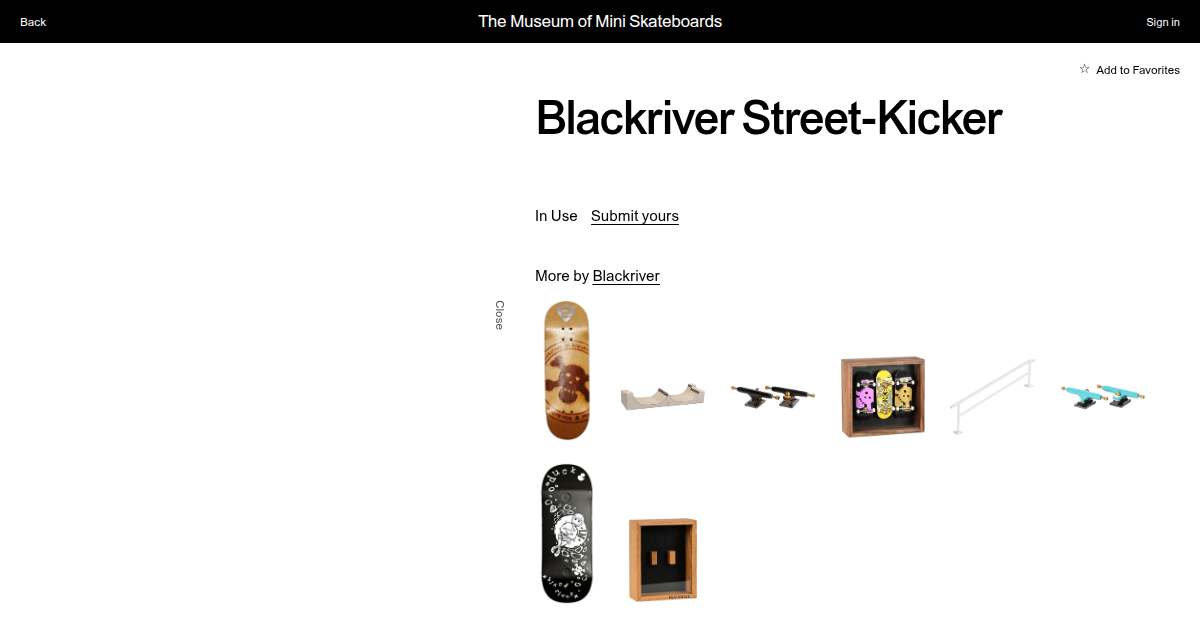 Back
The Museum of Mini Skateboards
Sign in
☆ Add to Favorites
Blackriver Street-Kicker
In Use Submit yours
More by Blackriver
Close